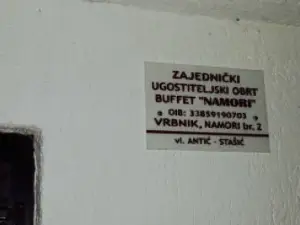 ZAJEDNIČKI
UGOSTITELJSKI OBRT
BUFFET "NAMORI"
OIB: 33859190703
VRBNIK, NAMORI br. 2
vl. ANTIĆ - STAŠIĆ